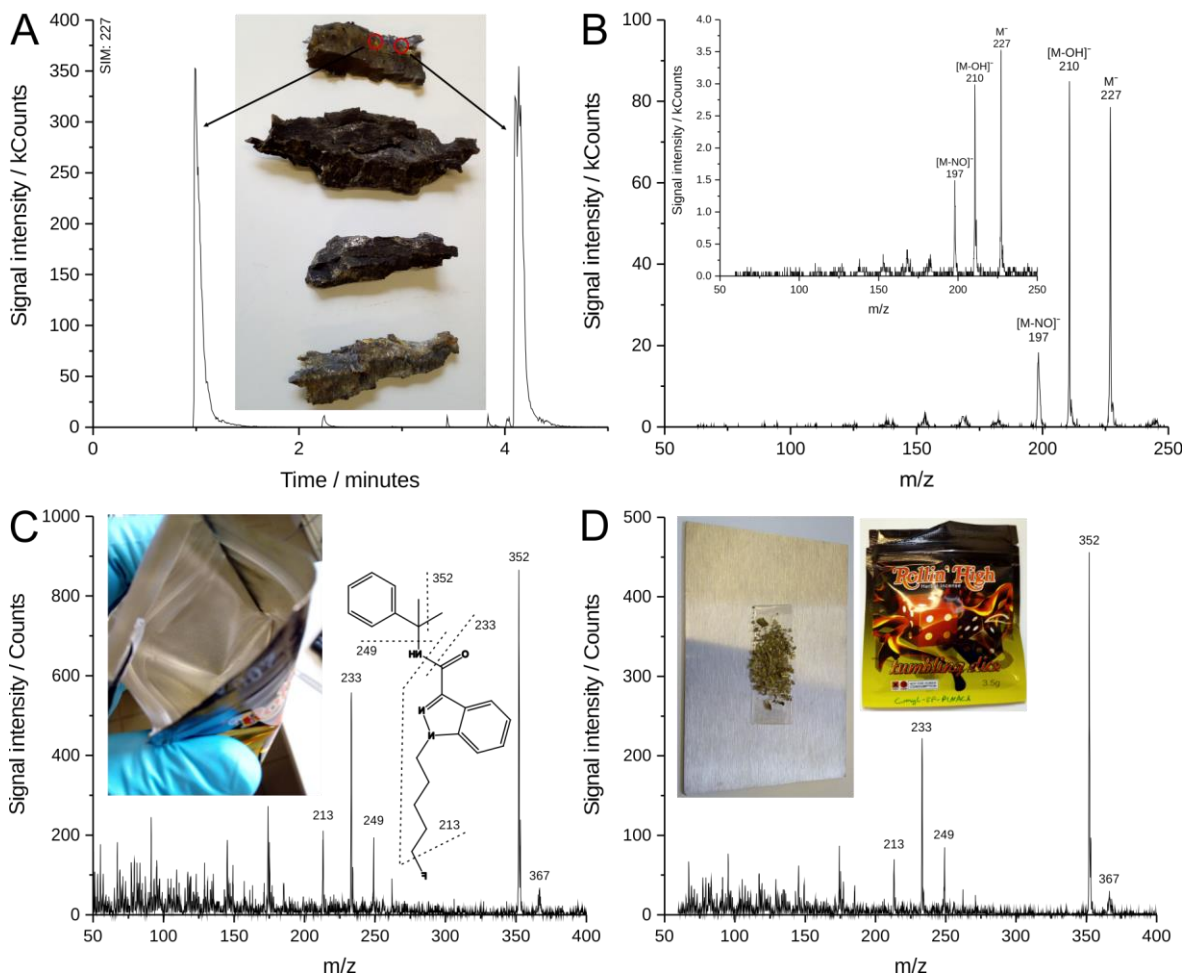 A
SIM: 227
Signal intensity / kCounts
400
350
300
250
200
150
100
50
0
0
2
4
Time / minutes
B
Signal intensity / kCounts
100
80
60
40
20
0
50
100
150
200
250
m/z
[M-NO]⁻
197
[M-OH]⁻
210
M⁻
227
Signal intensity / kCounts
4.0
3.5
3.0
2.5
2.0
1.5
1.0
0.5
0.0
50
100
150
200
250
m/z
[M-NO]⁻
197
[M-OH]⁻
210
M⁻
227
C
Signal intensity / Counts
1000
800
600
400
200
0
50
100
150
200
250
300
350
400
m/z
213
233
249
352
367
352
233
249
HN
O
N
N
213
F
D
Signal intensity / Counts
500
400
300
200
100
0
50
100
150
200
250
300
350
400
m/z
213
233
249
352
367
Rollin' High
herbal incense
tumbling dice
3.5g
Cumyl-5F-PINACA